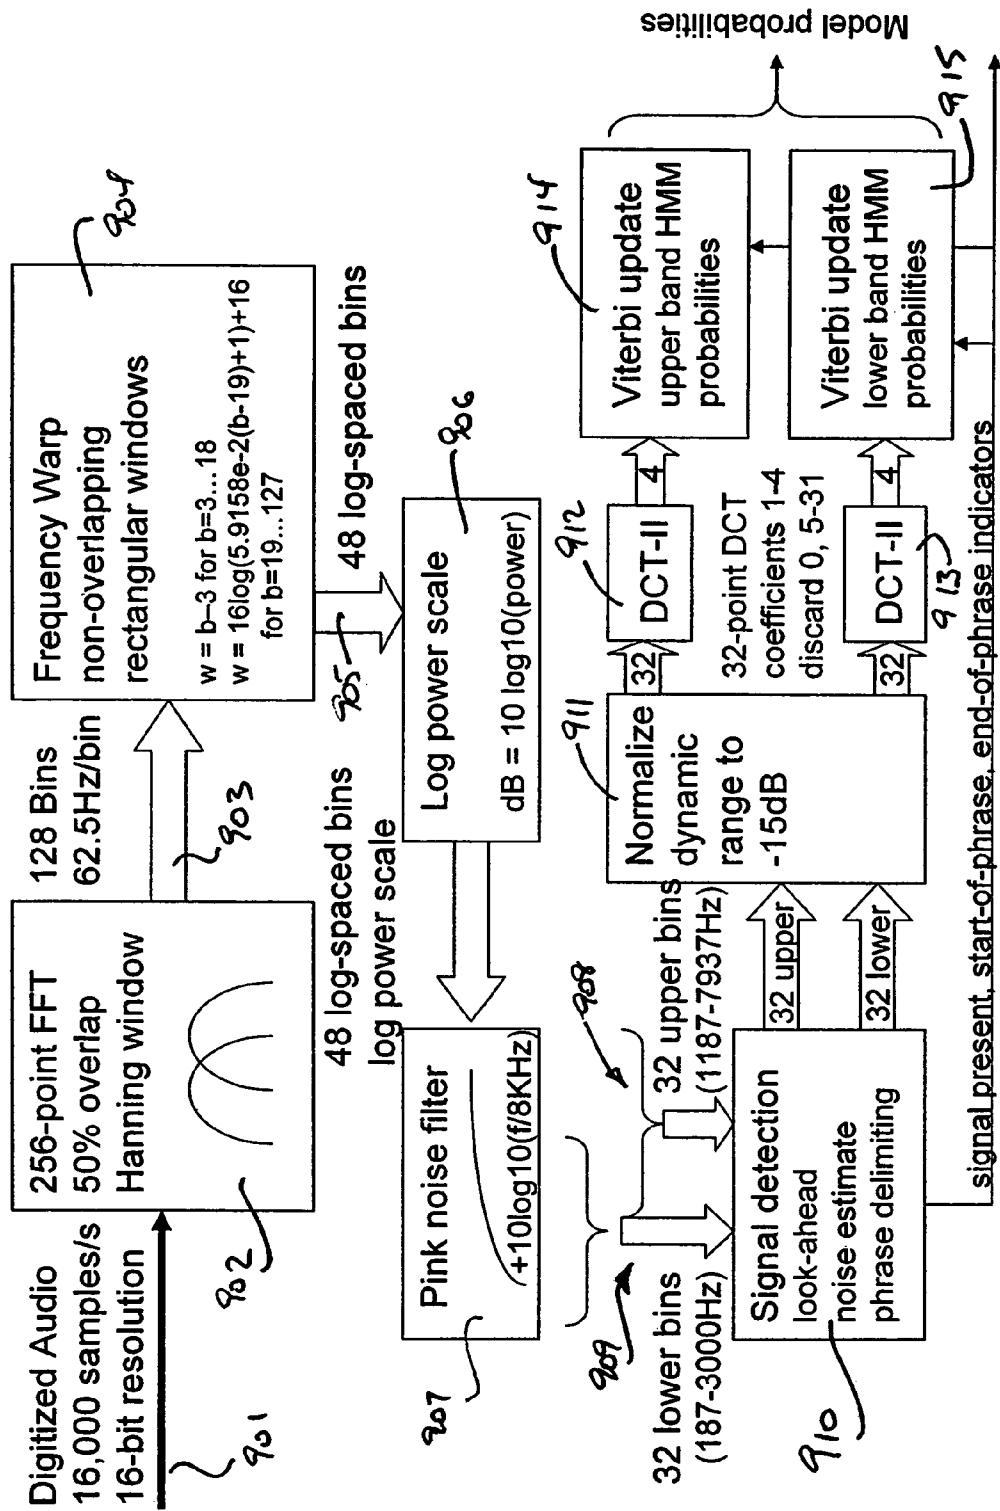 Digitized Audio
16,000 samples/s
16-bit resolution
901
256-point FFT
50% overlap
Hanning window
902
128 Bins
62.5Hz/bin
903
Frequency Warp
non-overlapping
rectangular windows
w = b–3 for b=3...18
w = 16log(5.9158e-2(b-19)+1)+16
for b=19...127
904
48 log-spaced bins
905
Log power scale
dB = 10 log10(power)
906
48 log-spaced bins
log power scale
Pink noise filter
+10log10(f/8KHz)
907
908
32 upper bins
(1187-7937Hz)
909
32 lower bins
(187-3000Hz)
Signal detection
look-ahead
noise estimate
phrase delimiting
910
32 upper
32 lower
Normalize
dynamic
range to
-15dB
911
32
DCT-II
912
4
32-point DCT
coefficients 1-4
discard 0, 5-31
32
DCT-II
913
4
Viterbi update
upper band HMM
probabilities
914
Viterbi update
lower band HMM
probabilities
915
Model probabilities
signal present, start-of-phrase, end-of-phrase indicators